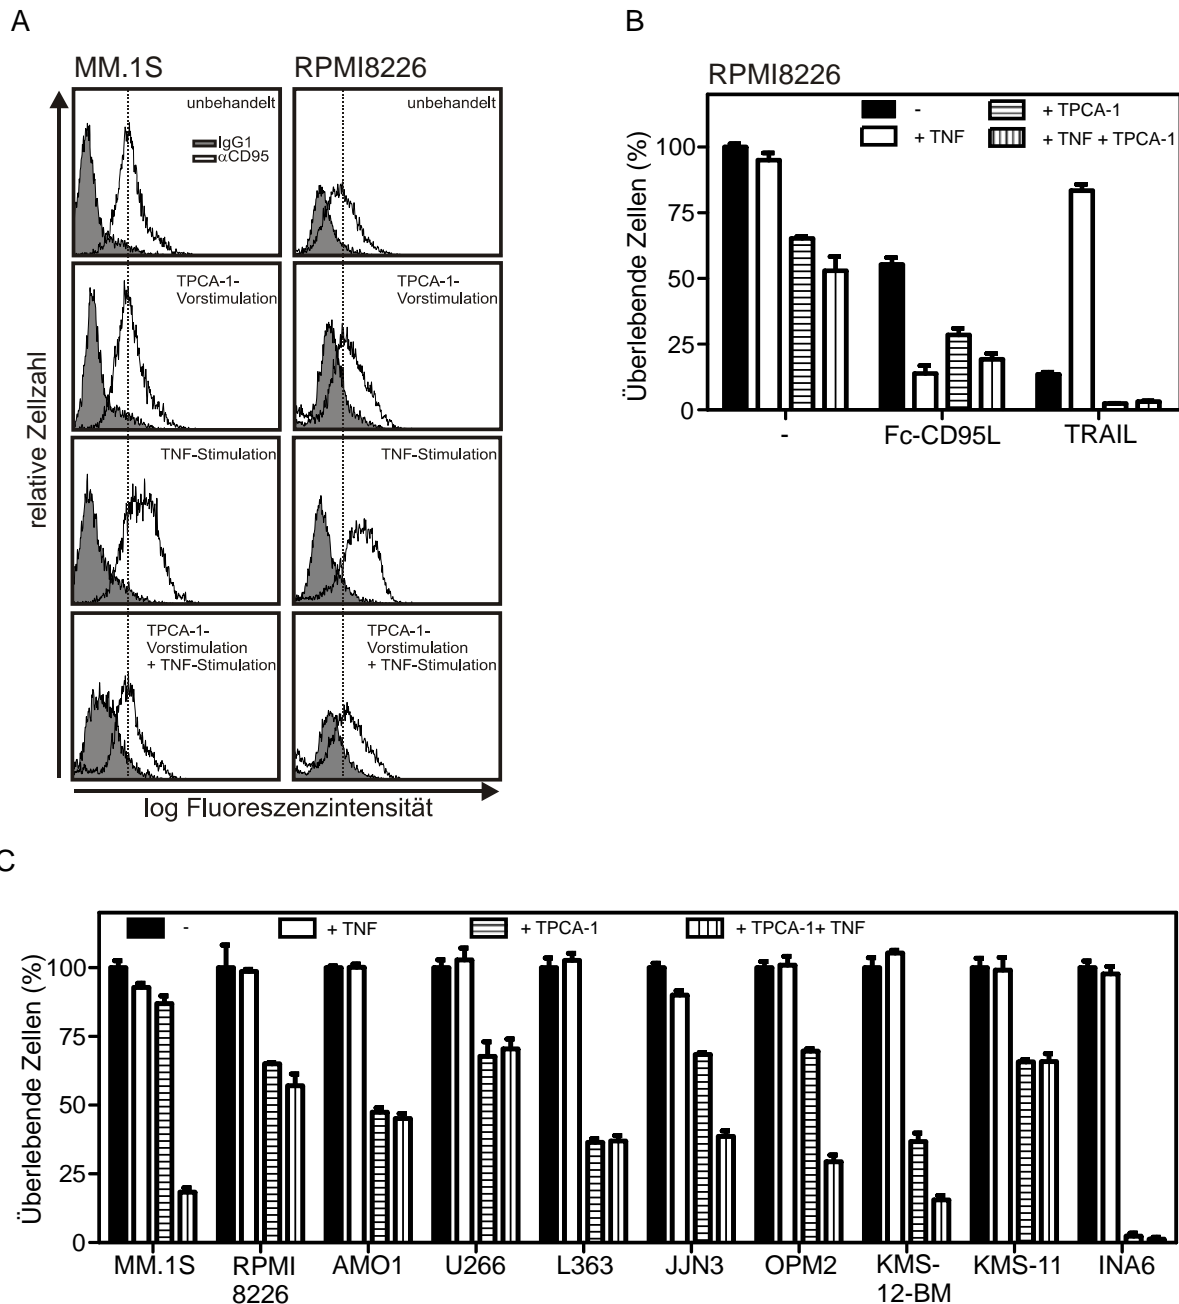 A
MM.1S
RPMI8226
unbehandelt
IgG1
αCD95
unbehandelt
TPCA-1-
Vorstimulation
TPCA-1-
Vorstimulation
TNF-Stimulation
TNF-Stimulation
TPCA-1-
Vorstimulation
+ TNF-Stimulation
TPCA-1-
Vorstimulation
+ TNF-Stimulation
relative Zellzahl
log Fluoreszenzintensität
B
RPMI8226
-
+ TPCA-1
+ TNF
+ TNF + TPCA-1
Überlebende Zellen (%)
100
75
50
25
0
-
Fc-CD95L
TRAIL
C
-
+ TNF
+ TPCA-1
+ TPCA-1+ TNF
Überlebende Zellen (%)
100
75
50
25
0
MM.1S
RPMI
8226
AMO1
U266
L363
JJN3
OPM2
KMS-
12-BM
KMS-11
INA6